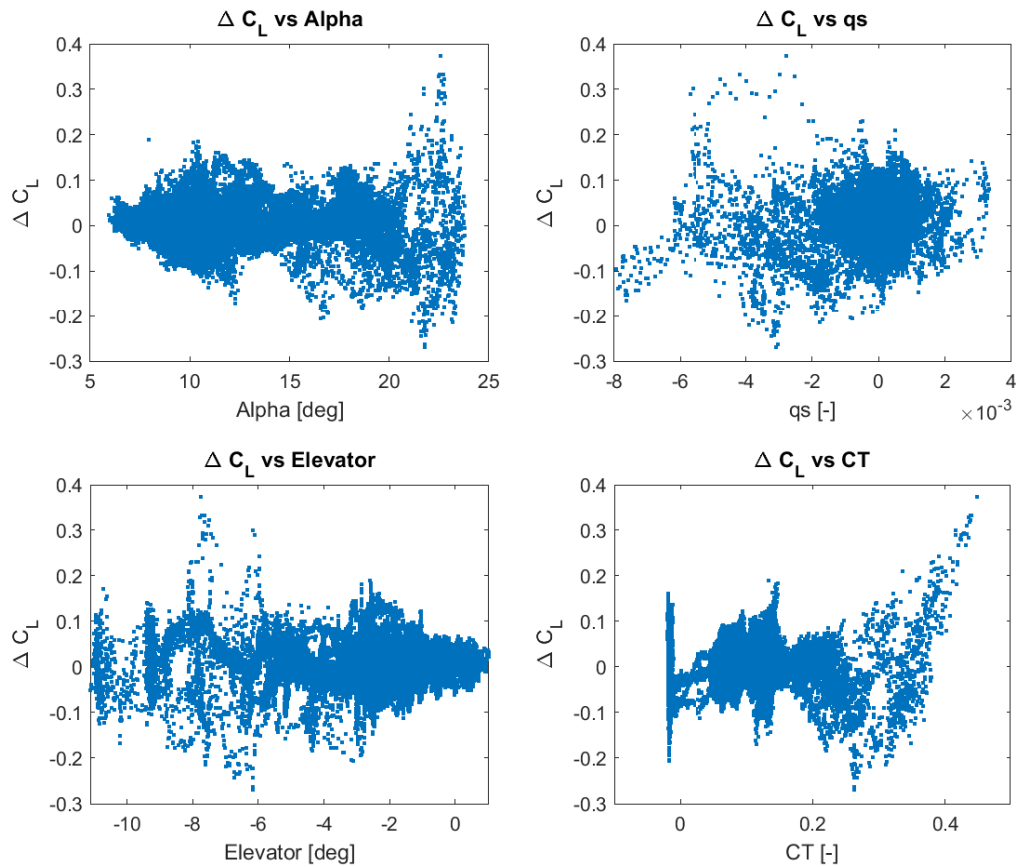 Δ C_L vs Alpha
0.4
0.3
0.2
0.1
0
-0.1
-0.2
-0.3
Δ C_L
5 10 15 20 25
Alpha [deg]
Δ C_L vs qs
0.4
0.3
0.2
0.1
0
-0.1
-0.2
-0.3
Δ C_L
-8 -6 -4 -2 0 2 4
×10^-3
qs [-]
Δ C_L vs Elevator
0.4
0.3
0.2
0.1
0
-0.1
-0.2
-0.3
Δ C_L
-10 -8 -6 -4 -2 0
Elevator [deg]
Δ C_L vs CT
0.4
0.3
0.2
0.1
0
-0.1
-0.2
-0.3
Δ C_L
0 0.2 0.4
CT [-]